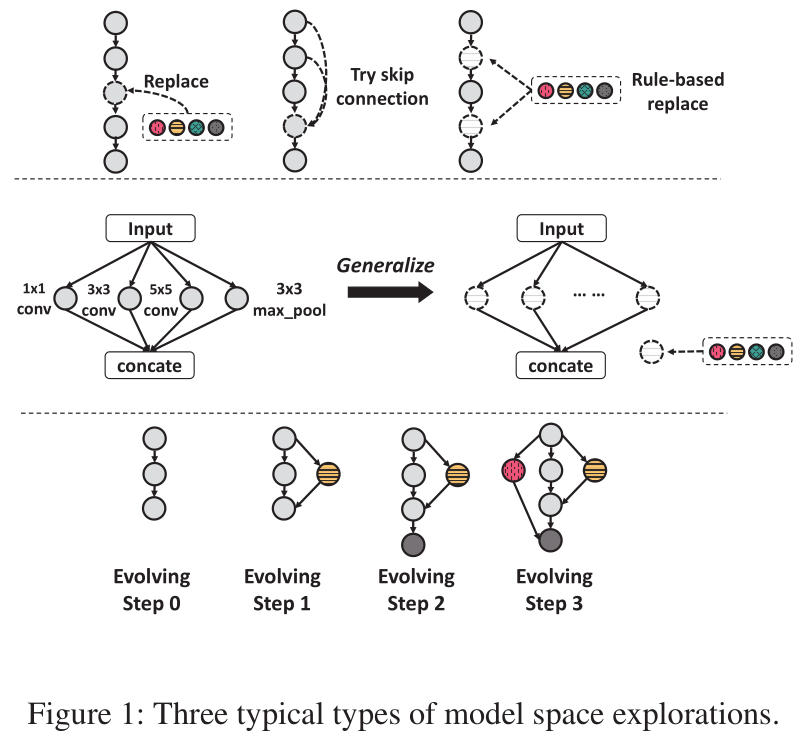 Replace
Try skip
connection
Rule-based
replace
Input
1x1
conv
3x3
conv
5x5
conv
3x3
max_pool
concate
Generalize
Input
... ...
concate
Evolving
Step 0
Evolving
Step 1
Evolving
Step 2
Evolving
Step 3
Figure 1: Three typical types of model space explorations.